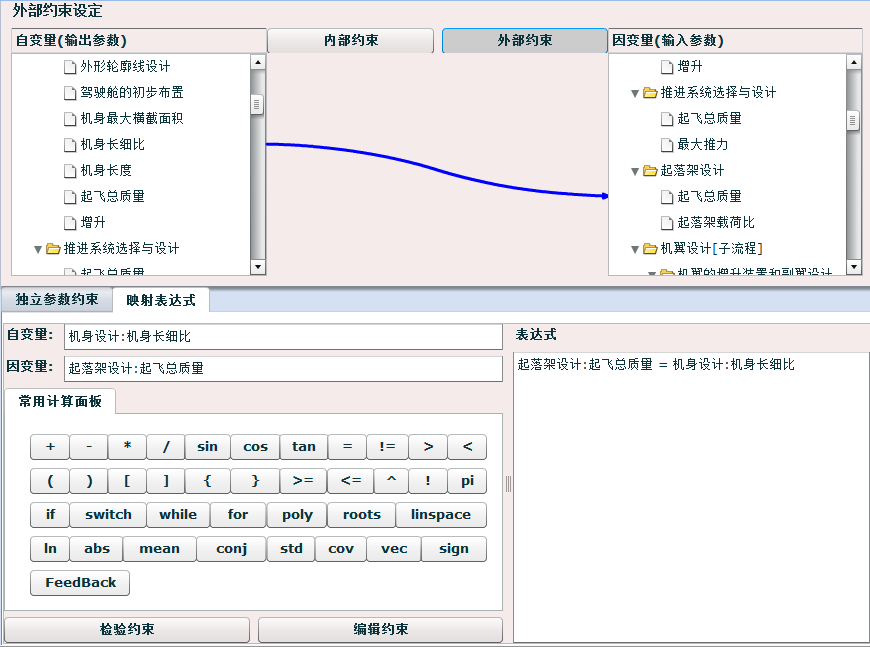 外部约束设定
自变量(输出参数)
内部约束
外部约束
因变量(输入参数)
外形轮廓线设计
驾驶舱的初步布置
机身最大横截面积
机身长细比
机身长度
起飞总质量
增升
推进系统选择与设计
起飞总质量
增升
推进系统选择与设计
起飞总质量
最大推力
起落架设计
起飞总质量
起落架载荷比
机翼设计[子流程]
机翼的增升装置和副翼设计
独立参数约束
映射表达式
自变量:
机身设计:机身长细比
因变量:
起落架设计:起飞总质量
常用计算面板
+ - * / sin cos tan = != > <
( ) [ ] { } >= <= ^ ! pi
if switch while for poly roots linspace
ln abs mean conj std cov vec sign
FeedBack
检验约束
编辑约束
表达式
起落架设计:起飞总质量 = 机身设计:机身长细比